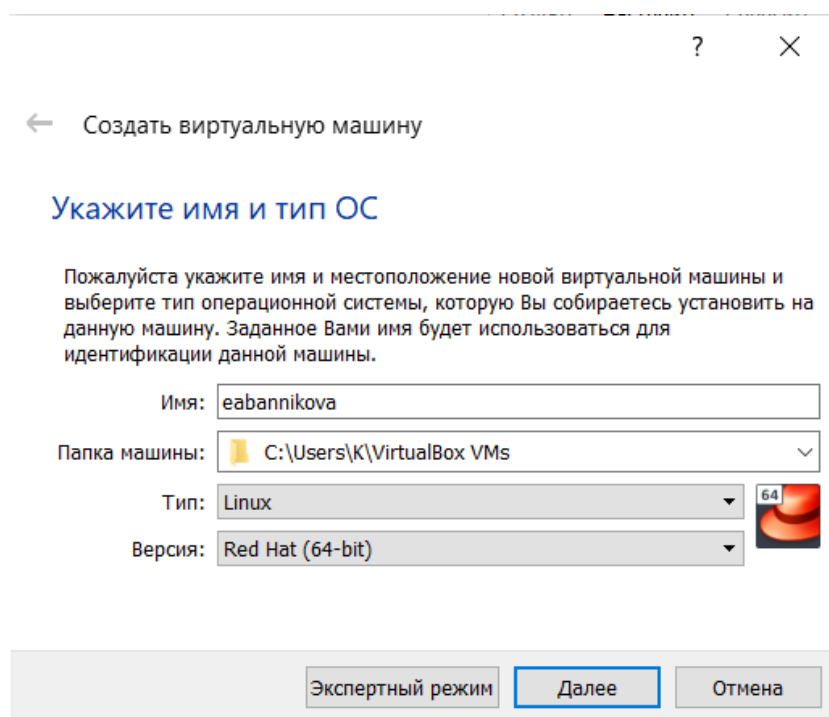 ?
Создать виртуальную машину
Укажите имя и тип ОС
Пожалуйста укажите имя и местоположение новой виртуальной машины и
выберите тип операционной системы, которую Вы собираетесь установить на
данную машину. Заданное Вами имя будет использоваться для
идентификации данной машины.
Имя: eabannikova
Папка машины: C:\Users\K\VirtualBox VMs
Тип: Linux
64
Версия: Red Hat (64-bit)
Экспертный режим Далее Отмена